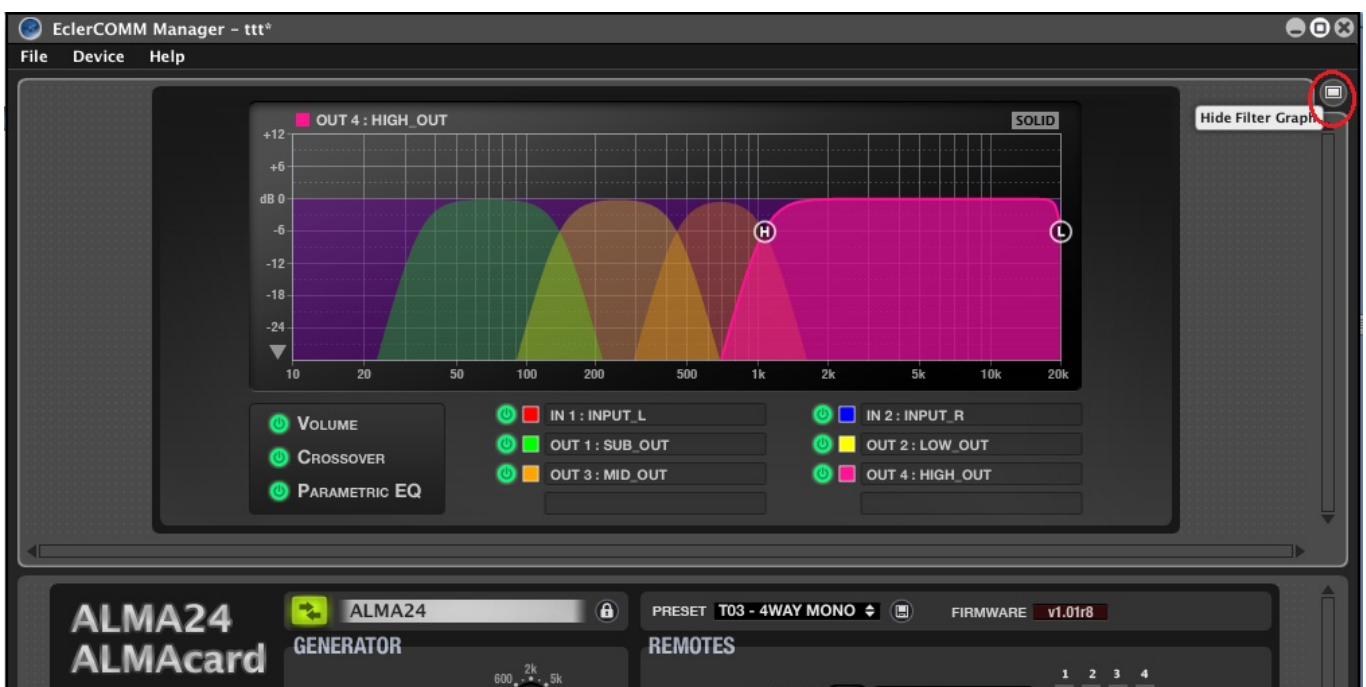 EclerCOMM Manager – ttt*
File Device Help
OUT 4 : HIGH_OUT SOLID
Hide Filter Graph
+12
+6
dB 0
-6
-12
-18
-24
H
L
10 20 50 100 200 500 1k 2k 5k 10k 20k
VOLUME
CROSSOVER
PARAMETRIC EQ
IN 1 : INPUT_L IN 2 : INPUT_R
OUT 1 : SUB_OUT OUT 2 : LOW_OUT
OUT 3 : MID_OUT OUT 4 : HIGH_OUT
ALMA24
ALMAcard
ALMA24 PRESET T03 - 4WAY MONO FIRMWARE v1.01r8
GENERATOR REMOTES
600 2k 5k
1 2 3 4